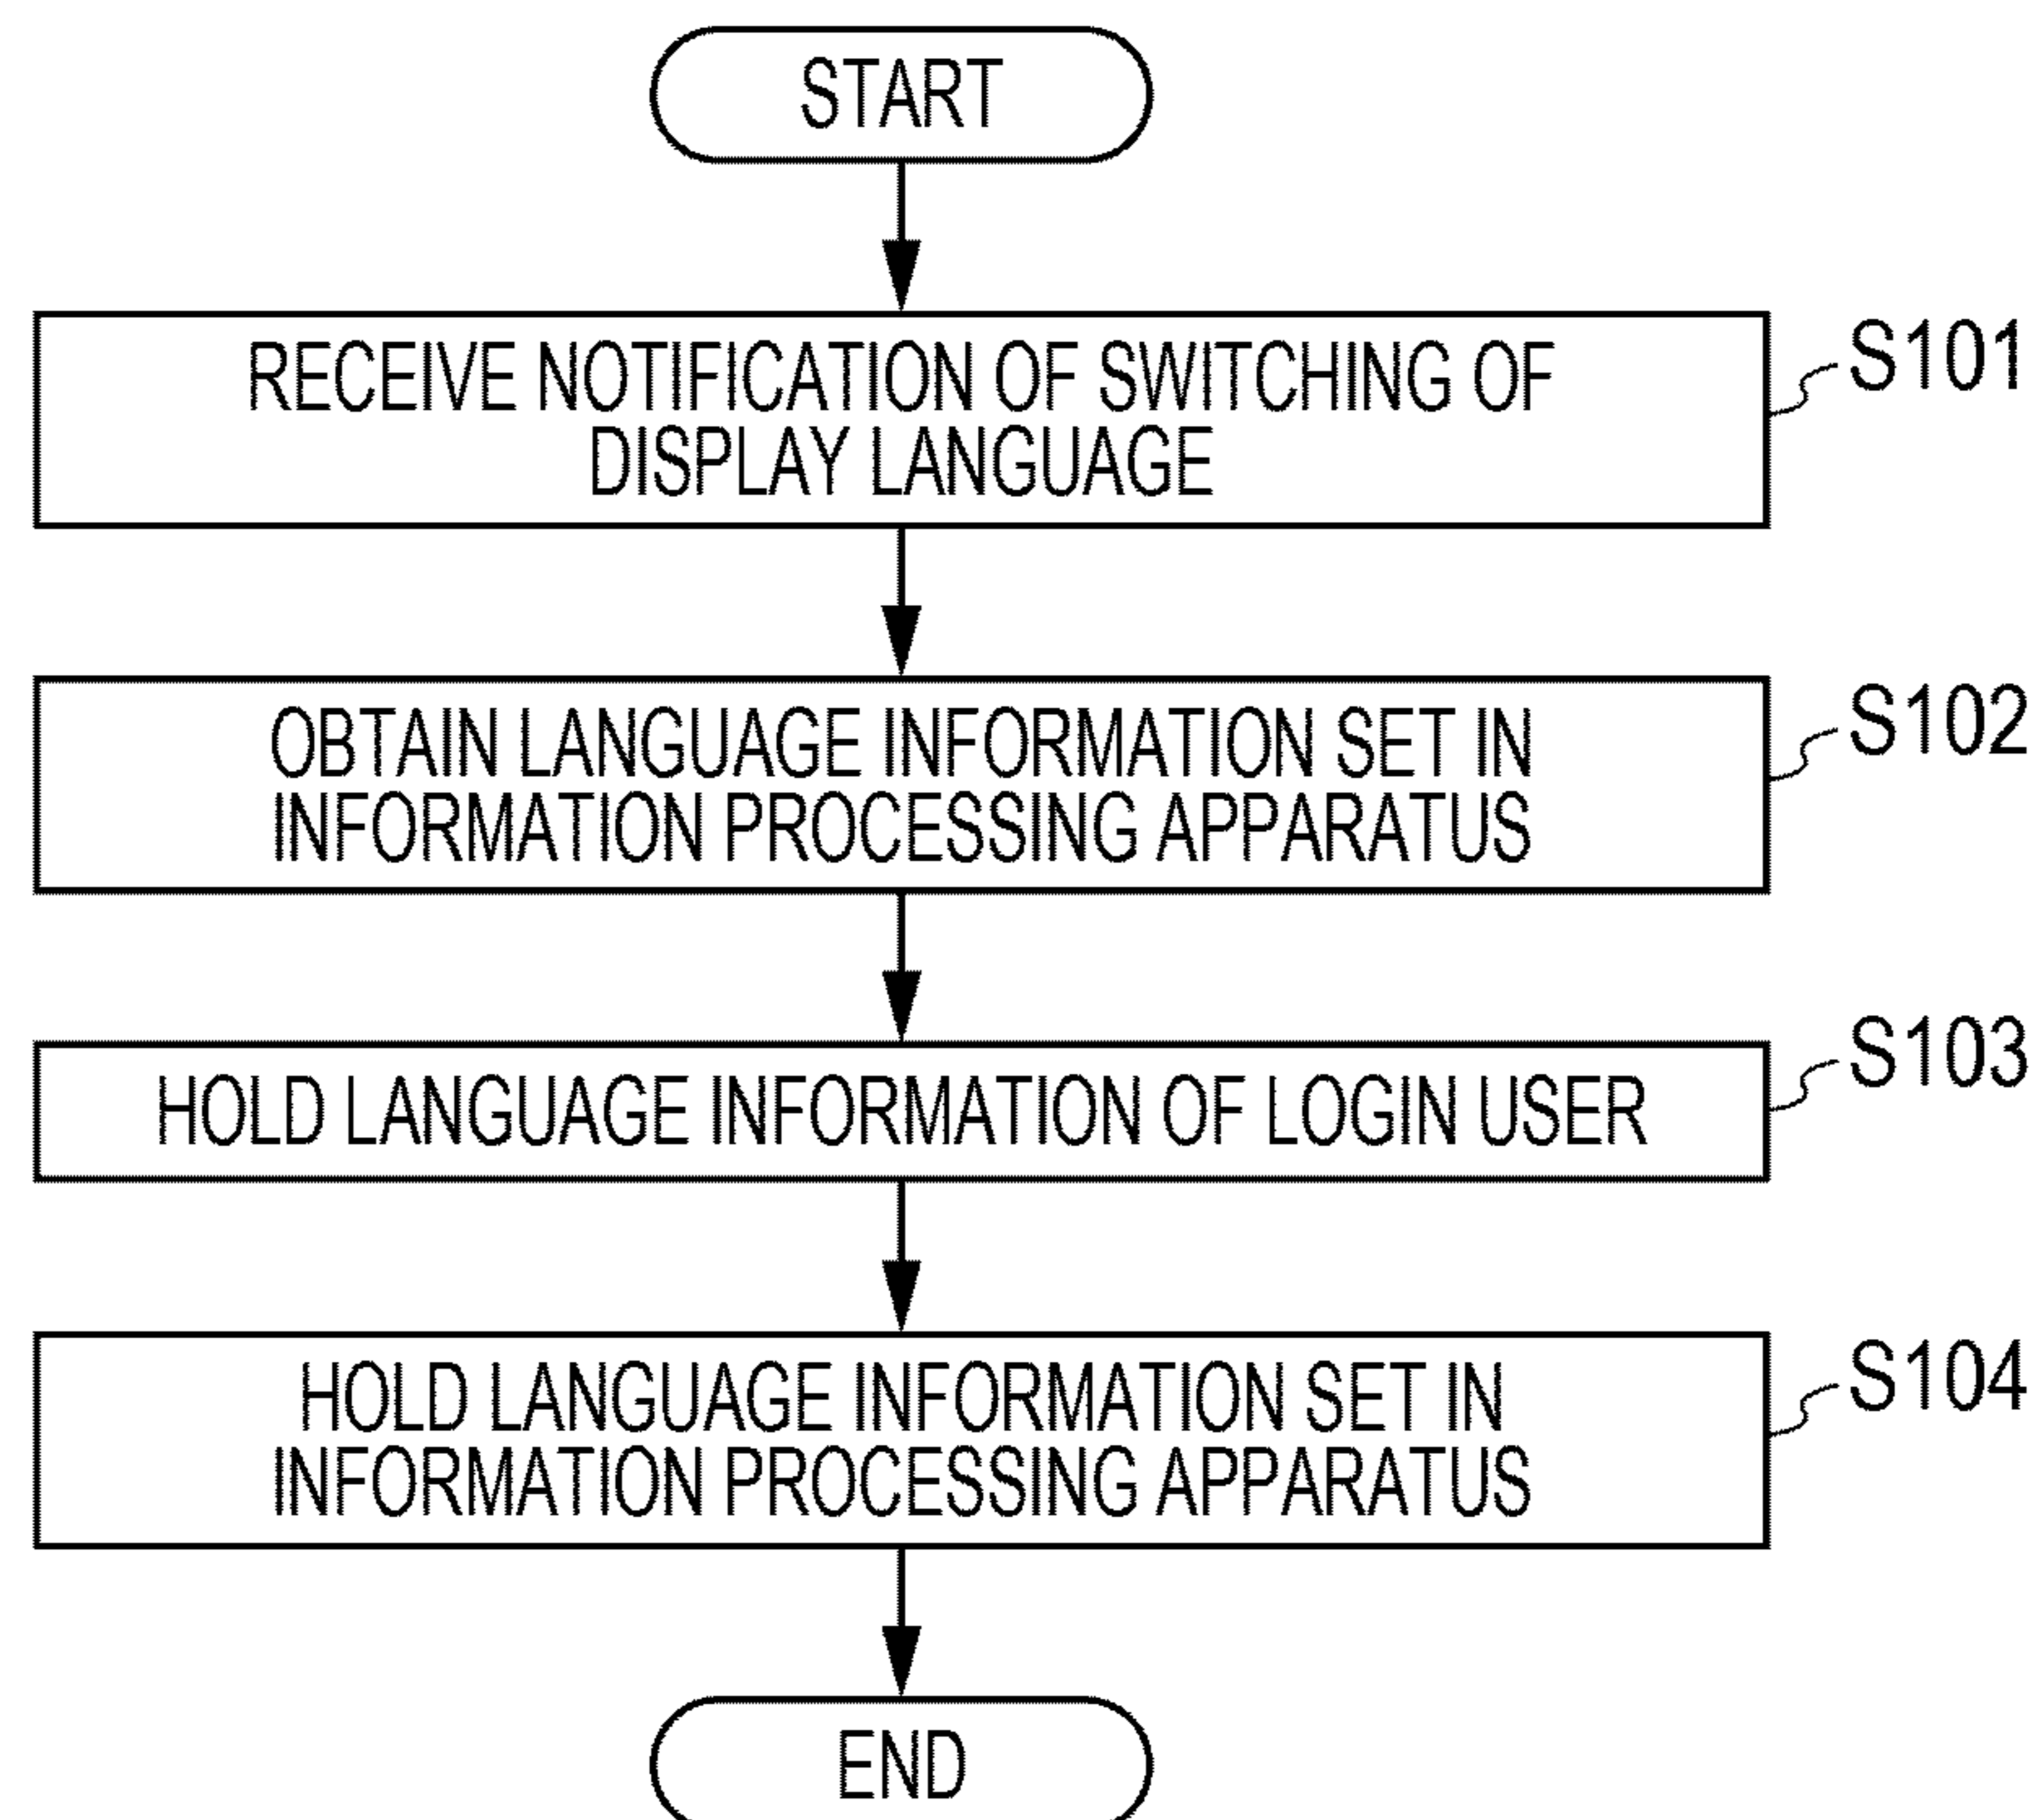 START
RECEIVE NOTIFICATION OF SWITCHING OF
DISPLAY LANGUAGE
S101
OBTAIN LANGUAGE INFORMATION SET IN
INFORMATION PROCESSING APPARATUS
S102
HOLD LANGUAGE INFORMATION OF LOGIN USER
S103
HOLD LANGUAGE INFORMATION SET IN
INFORMATION PROCESSING APPARATUS
S104
END